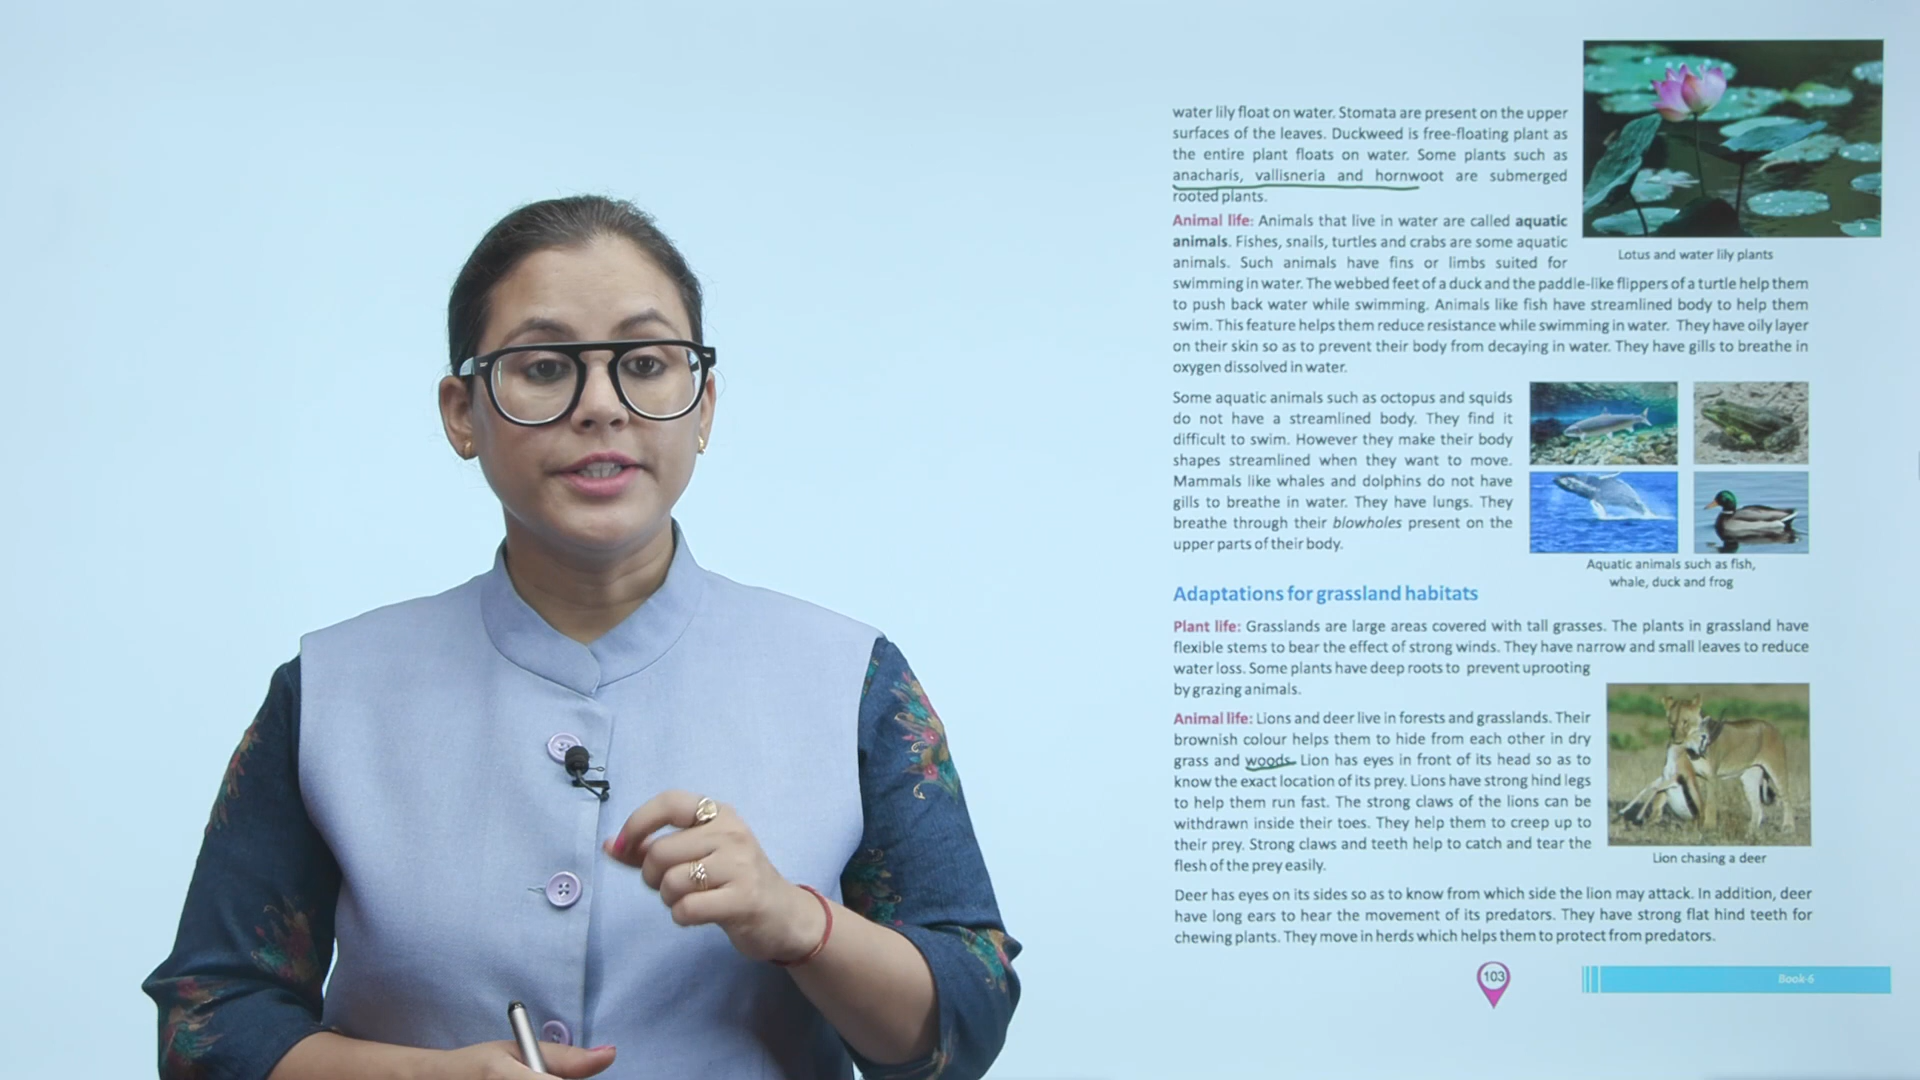 water lily float on water. Stomata are present on the upper
surfaces of the leaves. Duckweed is free-floating plant as
the entire plant floats on water. Some plants such as
anacharis, vallisneria and hornwoot are submerged
rooted plants.
Lotus and water lily plants
Animal life: Animals that live in water are called aquatic
animals. Fishes, snails, turtles and crabs are some aquatic
animals. Such animals have fins or limbs suited for
swimming in water. The webbed feet of a duck and the paddle-like flippers of a turtle help them
to push back water while swimming. Animals like fish have streamlined body to help them
swim. This feature helps them reduce resistance while swimming in water. They have oily layer
on their skin so as to prevent their body from decaying in water. They have gills to breathe in
oxygen dissolved in water.
Some aquatic animals such as octopus and squids
do not have a streamlined body. They find it
difficult to swim. However they make their body
shapes streamlined when they want to move.
Mammals like whales and dolphins do not have
gills to breathe in water. They have lungs. They
breathe through their blowholes present on the
upper parts of their body.
Aquatic animals such as fish,
whale, duck and frog
Adaptations for grassland habitats
Plant life: Grasslands are large areas covered with tall grasses. The plants in grassland have
flexible stems to bear the effect of strong winds. They have narrow and small leaves to reduce
water loss. Some plants have deep roots to prevent uprooting
by grazing animals.
Animal life: Lions and deer live in forests and grasslands. Their
brownish colour helps them to hide from each other in dry
grass and woods. Lion has eyes in front of its head so as to
know the exact location of its prey. Lions have strong hind legs
to help them run fast. The strong claws of the lions can be
withdrawn inside their toes. They help them to creep up to
their prey. Strong claws and teeth help to catch and tear the
flesh of the prey easily.
Lion chasing a deer
Deer has eyes on its sides so as to know from which side the lion may attack. In addition, deer
have long ears to hear the movement of its predators. They have strong flat hind teeth for
chewing plants. They move in herds which helps them to protect from predators.
103
Book-6